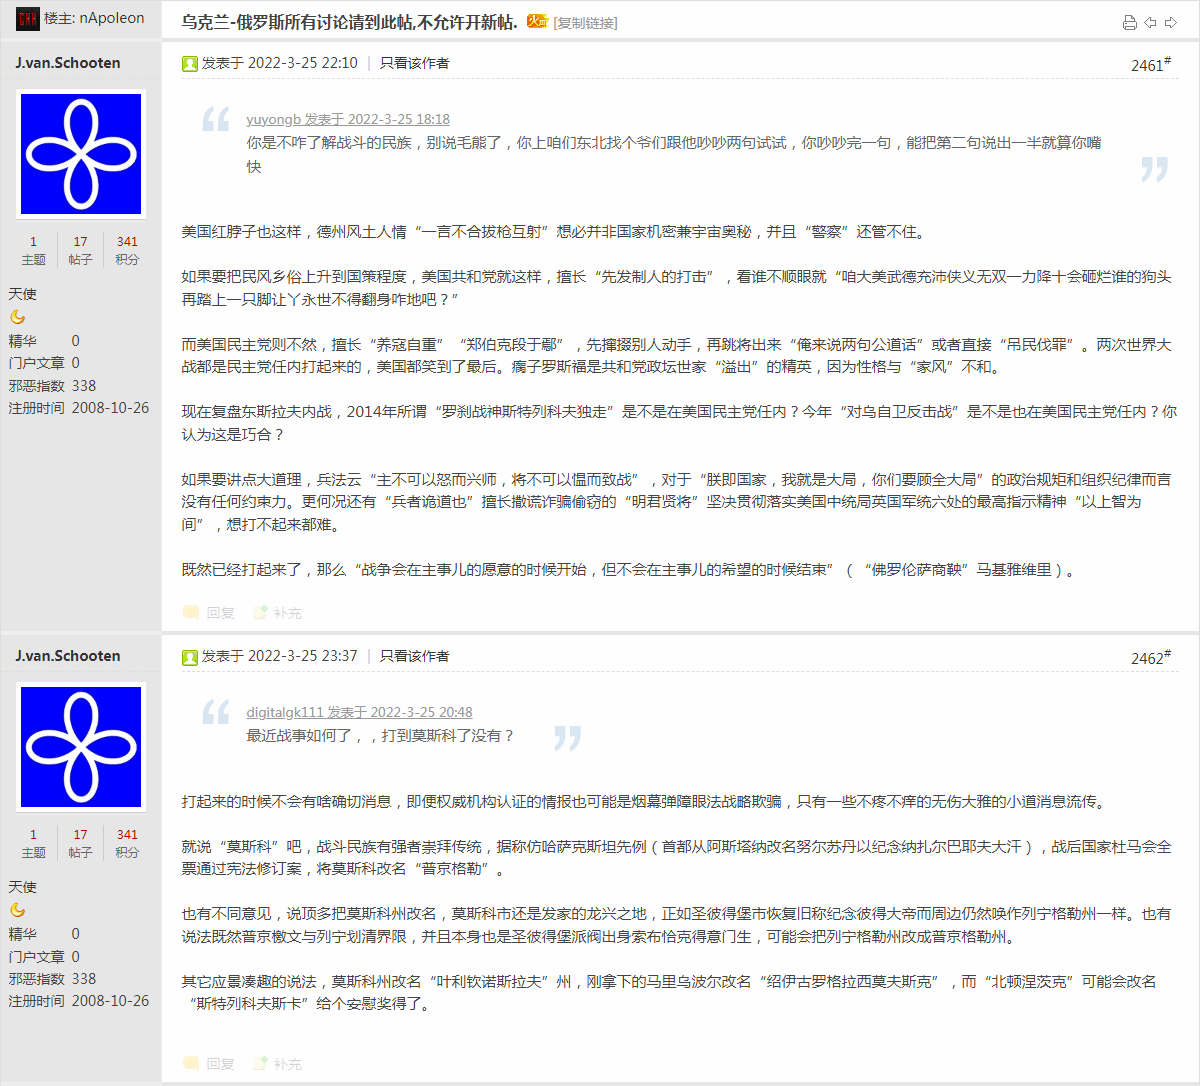 CHH 楼主: nApoleon
乌克兰-俄罗斯所有讨论请到此帖,不允许开新帖. 火 [复制链接]
J.van.Schooten
发表于 2022-3-25 22:10 | 只看该作者 2461#
1 17 341
主题 帖子 积分
天使
精华 0
门户文章 0
邪恶指数 338
注册时间 2008-10-26
“ yuyongb 发表于 2022-3-25 18:18
你是不咋了解战斗的民族，别说毛熊了，你上咱们东北找个爷们跟他吵吵两句试试，你吵吵完一句，能把第二句说出一半就算你嘴
快 ”
美国红脖子也这样，德州风土人情“一言不合拔枪互射”想必并非国家机密兼宇宙奥秘，并且“警察”还管不住。
如果要把民风乡俗上升到国策程度，美国共和党就这样，擅长“先发制人的打击”，看谁不顺眼就“咱大美武德充沛侠义无双一力降十会砸烂谁的狗头
再踏上一只脚让丫永世不得翻身咋地吧？”
而美国民主党则不然，擅长“养寇自重”“郑伯克段于鄢”，先撺掇别人动手，再跳将出来“俺来说两句公道话”或者直接“吊民伐罪”。两次世界大
战都是民主党任内打起来的，美国都笑到了最后。瘸子罗斯福是共和党政坛世家“溢出”的精英，因为性格与“家风”不和。
现在复盘东斯拉夫内战，2014年所谓“罗刹战神斯特列科夫独走”是不是在美国民主党任内？今年“对乌自卫反击战”是不是也在美国民主党任内？你
认为这是巧合？
如果要讲点大道理，兵法云“主不可以怒而兴师，将不可以愠而致战”，对于“朕即国家，我就是大局，你们要顾全大局”的政治规矩和组织纪律而言
没有任何约束力。更何况还有“兵者诡道也”擅长撒谎诈骗偷窃的“明君贤将”坚决贯彻落实美国中统局英国军统六处的最高指示精神“以上智为
间”，想打不起来都难。
既然已经打起来了，那么“战争会在主事儿的愿意的时候开始，但不会在主事儿的希望的时候结束”（“佛罗伦萨商鞅”马基雅维里）。
回复 补充
J.van.Schooten
发表于 2022-3-25 23:37 | 只看该作者 2462#
1 17 341
主题 帖子 积分
天使
精华 0
门户文章 0
邪恶指数 338
注册时间 2008-10-26
“ digitalgk111 发表于 2022-3-25 20:48
最近战事如何了，，打到莫斯科了没有？ ”
打起来的时候不会有啥确切消息，即便权威机构认证的情报也可能是烟幕弹障眼法战略欺骗，只有一些不疼不痒的无伤大雅的小道消息流传。
就说“莫斯科”吧，战斗民族有强者崇拜传统，据称仿哈萨克斯坦先例（首都从阿斯塔纳改名努尔苏丹以纪念纳扎尔巴耶夫大汗），战后国家杜马会全
票通过宪法修订案，将莫斯科改名“普京格勒”。
也有不同意见，说顶多把莫斯科州改名，莫斯科市还是发家的龙兴之地，正如圣彼得堡市恢复旧称纪念彼得大帝而周边仍然唤作列宁格勒州一样。也有
说法既然普京檄文与列宁划清界限，并且本身也是圣彼得堡派阀出身索布恰克得意门生，可能会把列宁格勒州改成普京格勒州。
其它应景凑趣的说法，莫斯科州改名“叶利钦诺斯拉夫”州，刚拿下的马里乌波尔改名“绍伊古罗格拉西莫夫斯克”，而“北顿涅茨克”可能会改名
“斯特列科夫斯卡”给个安慰奖得了。
回复 补充